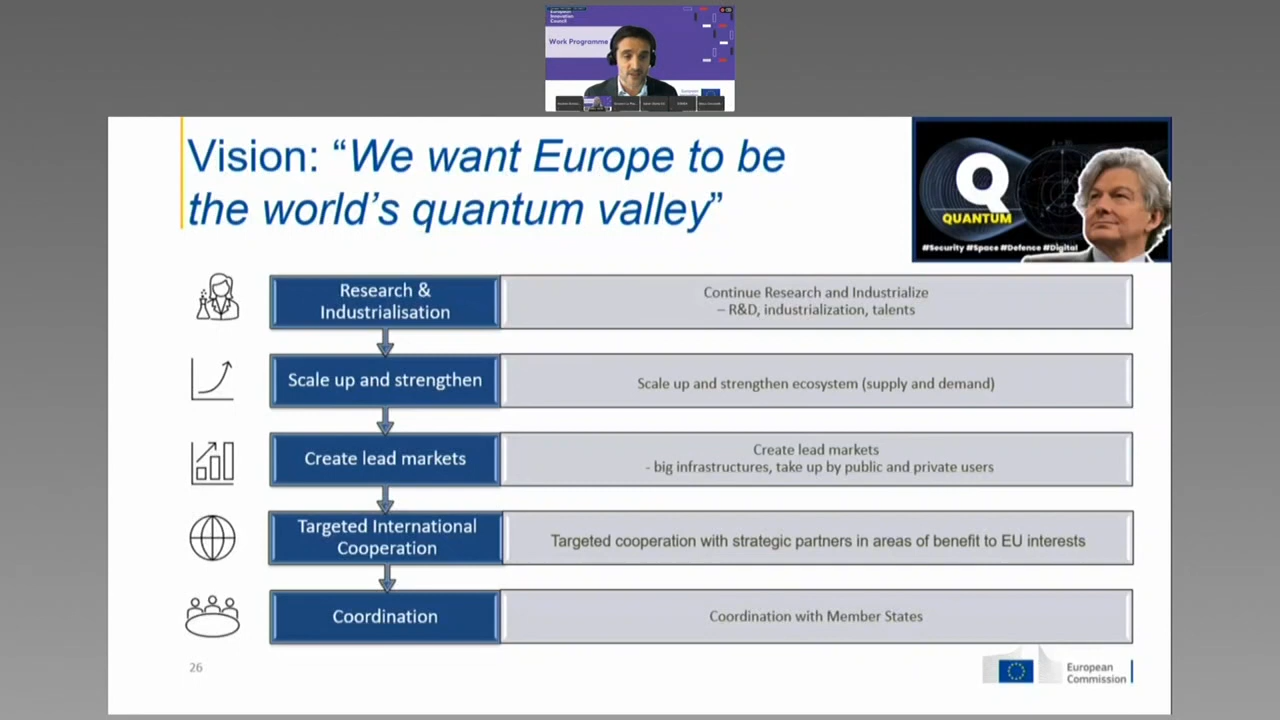 European
Innovation
Council
Work Programme
Vision: “We want Europe to be
the world’s quantum valley”
Q
QUANTUM
#Security #Space #Defence #Digital
Research &
Industrialisation
Continue Research and Industrialize
– R&D, industrialization, talents
Scale up and strengthen
Scale up and strengthen ecosystem (supply and demand)
Create lead markets
Create lead markets
- big infrastructures, take up by public and private users
Targeted International
Cooperation
Targeted cooperation with strategic partners in areas of benefit to EU interests
Coordination
Coordination with Member States
26
European
Commission